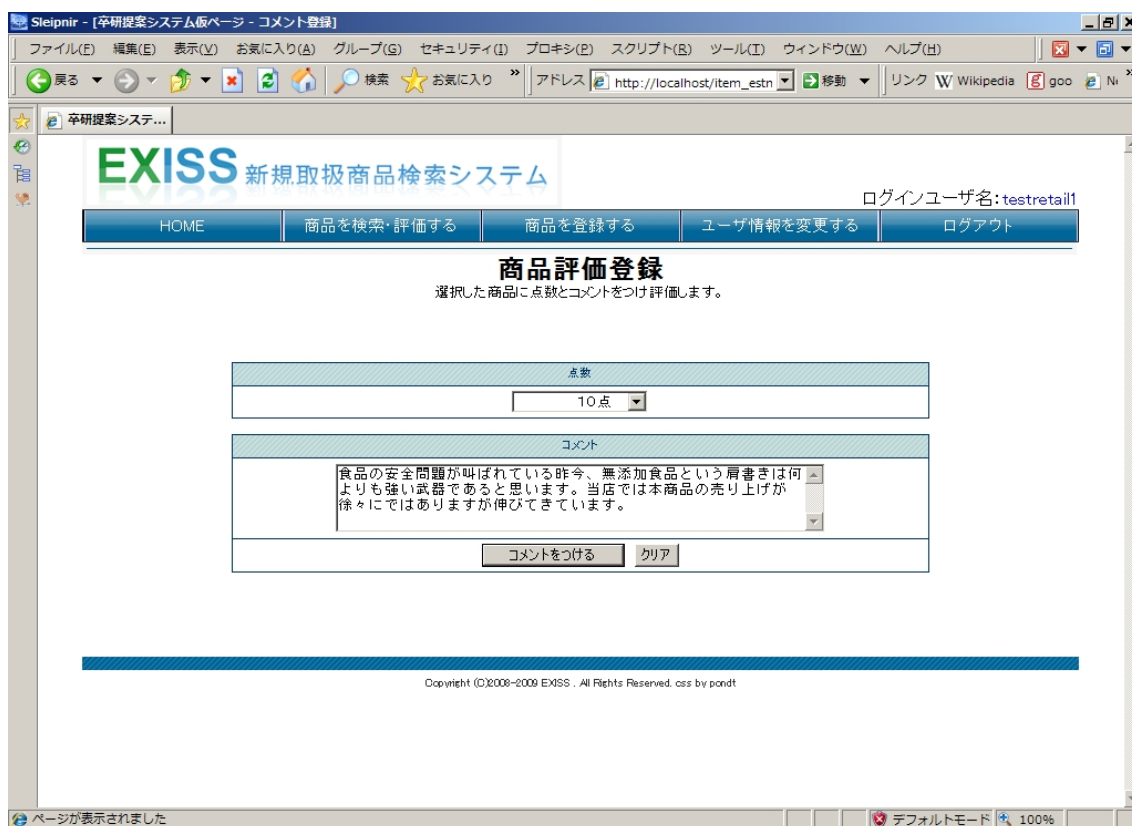 Sleipnir - [卒研提案システム仮ページ - コメント登録]
ファイル(F) 編集(E) 表示(V) お気に入り(A) グループ(G) セキュリティ(I) プロキシ(P) スクリプト(R) ツール(T) ウィンドウ(W) ヘルプ(H)
戻る 検索 お気に入り » アドレス http://localhost/item_estn 移動 リンク W Wikipedia goo »
卒研提案システ...
EXISS 新規取扱商品検索システム
ログインユーザ名:testretail1
HOME 商品を検索・評価する 商品を登録する ユーザ情報を変更する ログアウト
商品評価登録
選択した商品に点数とコメントをつけ評価します。
点数
10点
コメント
食品の安全問題が叫ばれている昨今、無添加食品という肩書きは何
よりも強い武器であると思います。当店では本商品の売り上げが
徐々にではありますが伸びてきています。
コメントをつける クリア
Copyright (C)2008-2009 EXISS . All Rights Reserved. css by pondt
ページが表示されました デフォルトモード 100%